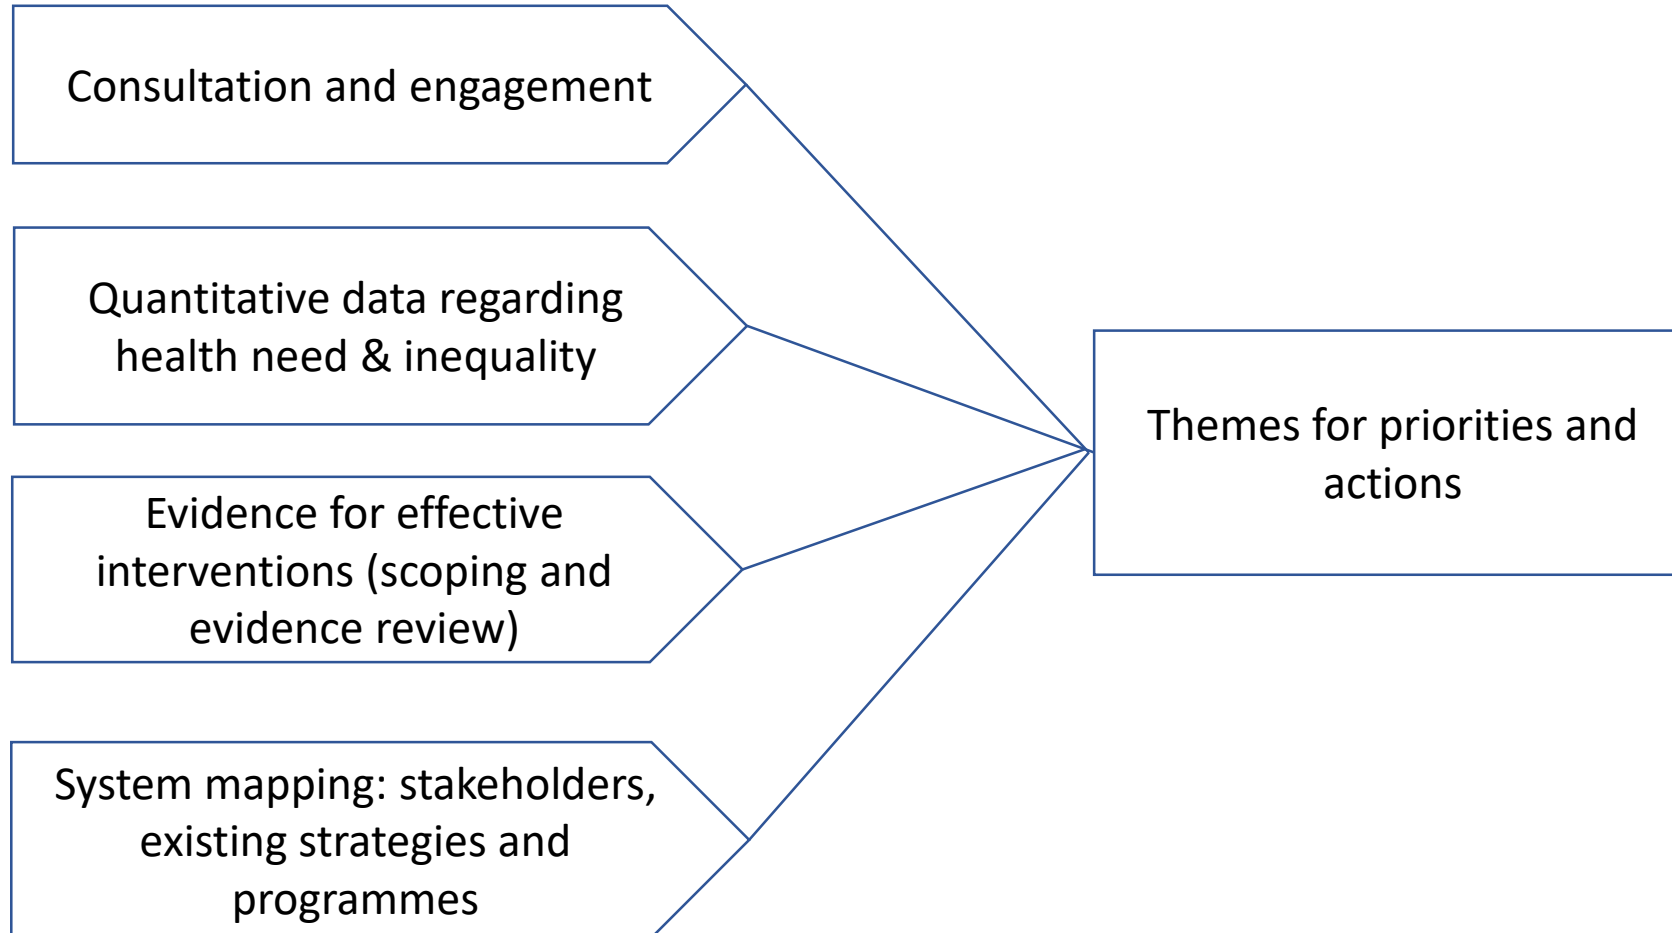 Consultation and engagement
Quantitative data regarding
health need & inequality
Evidence for effective
interventions (scoping and
evidence review)
System mapping: stakeholders,
existing strategies and
programmes
Themes for priorities and
actions